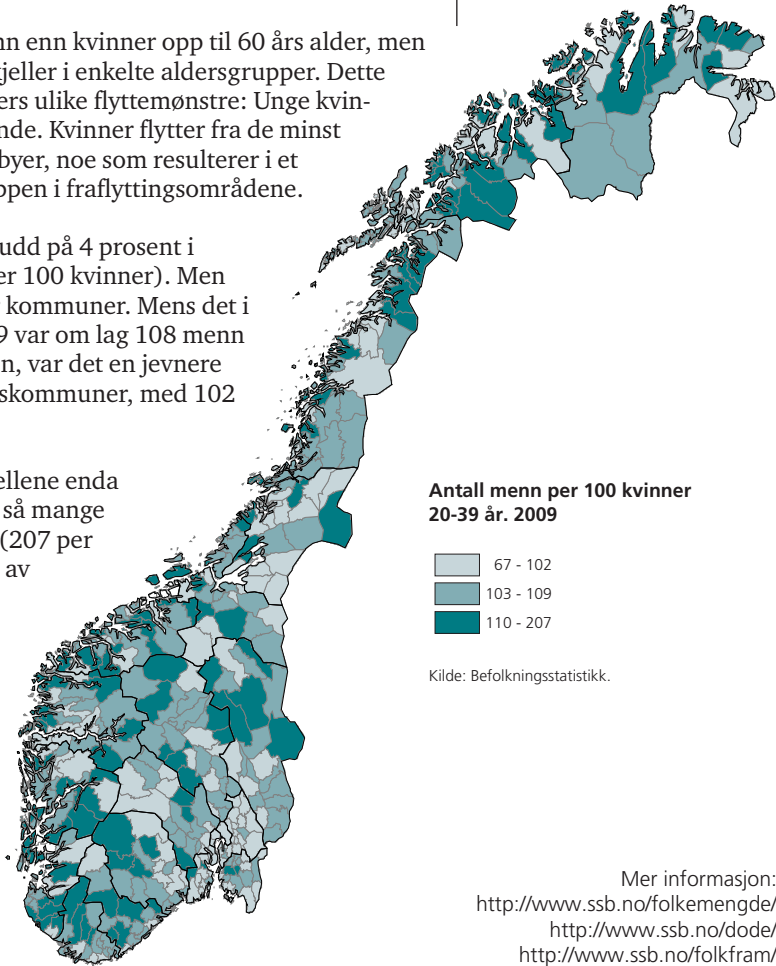 nn enn kvinner opp til 60 års alder, men
kjeller i enkelte aldersgrupper. Dette
ers ulike flyttemønstre: Unge kvin-
nde. Kvinner flytter fra de minst
byer, noe som resulterer i et
ppen i fraflyttingsområdene.
udd på 4 prosent i
er 100 kvinner). Men
kommuner. Mens det i
9 var om lag 108 menn
n, var det en jevnere
skommuner, med 102
ellene enda
så mange
(207 per
av
Antall menn per 100 kvinner
20-39 år. 2009
67 - 102
103 - 109
110 - 207
Kilde: Befolkningsstatistikk.
Mer informasjon:
http://www.ssb.no/folkemengde/
http://www.ssb.no/dode/
http://www.ssb.no/folkfram/